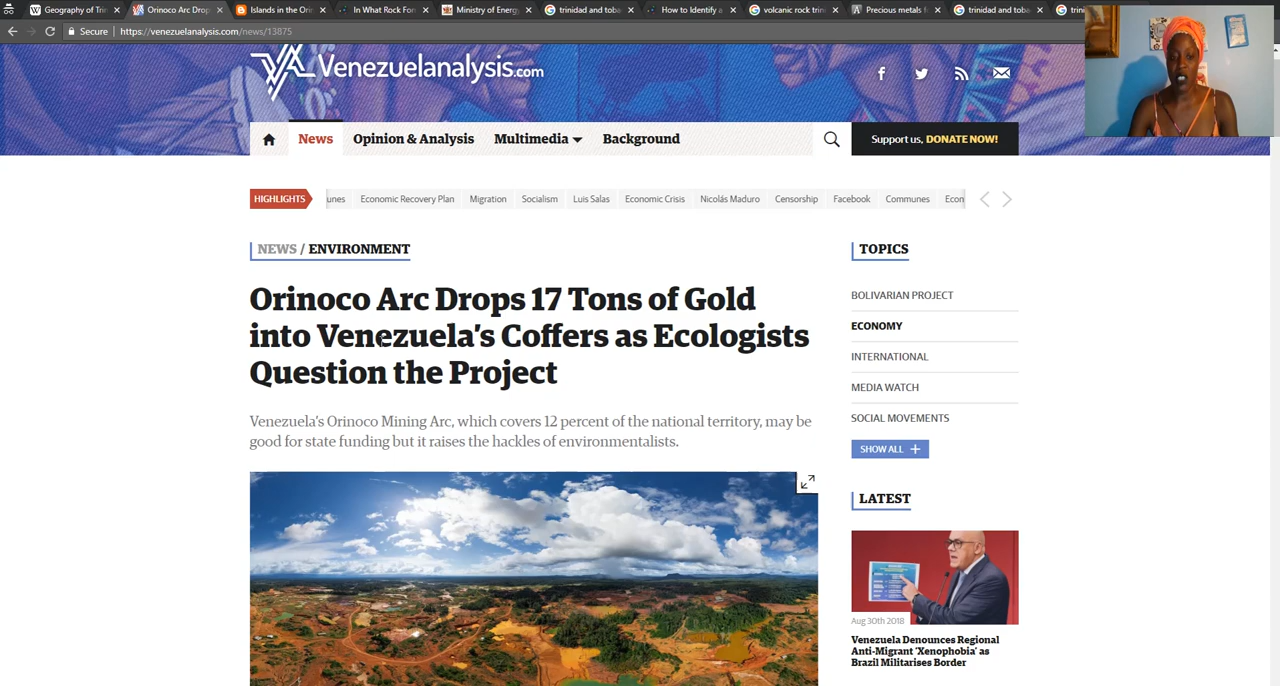 Geography of Trin
Orinoco Arc Drop
Islands in the Orin
In What Rock Form
Ministry of Energy
trinidad and toba
How to Identify a
volcanic rock trini
Precious metals f
trinidad and toba
trin
Secure
https://venezuelanalysis.com/news/13875
Venezuelanalysis.com
News
Opinion & Analysis
Multimedia
Background
Support us, DONATE NOW!
HIGHLIGHTS
unes
Economic Recovery Plan
Migration
Socialism
Luis Salas
Economic Crisis
Nicolás Maduro
Censorship
Facebook
Communes
Econ
NEWS / ENVIRONMENT
Orinoco Arc Drops 17 Tons of Gold
into Venezuela's Coffers as Ecologists
Question the Project
Venezuela's Orinoco Mining Arc, which covers 12 percent of the national territory, may be
good for state funding but it raises the hackles of environmentalists.
TOPICS
BOLIVARIAN PROJECT
ECONOMY
INTERNATIONAL
MEDIA WATCH
SOCIAL MOVEMENTS
SHOW ALL +
LATEST
Aug 30th 2018
Venezuela Denounces Regional
Anti-Migrant 'Xenophobia' as
Brazil Militarises Border